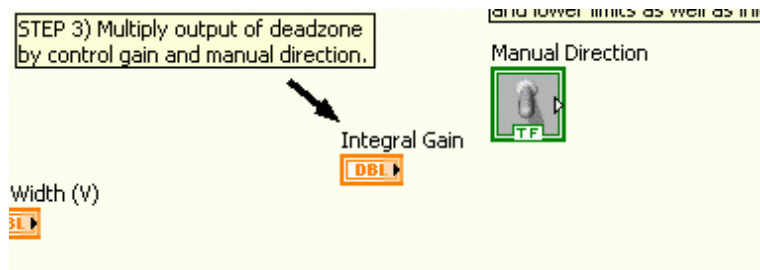 and lower limits as well as
STEP 3) Multiply output of deadzone
by control gain and manual direction.
Manual Direction
TF
Integral Gain
DBL
Width (V)